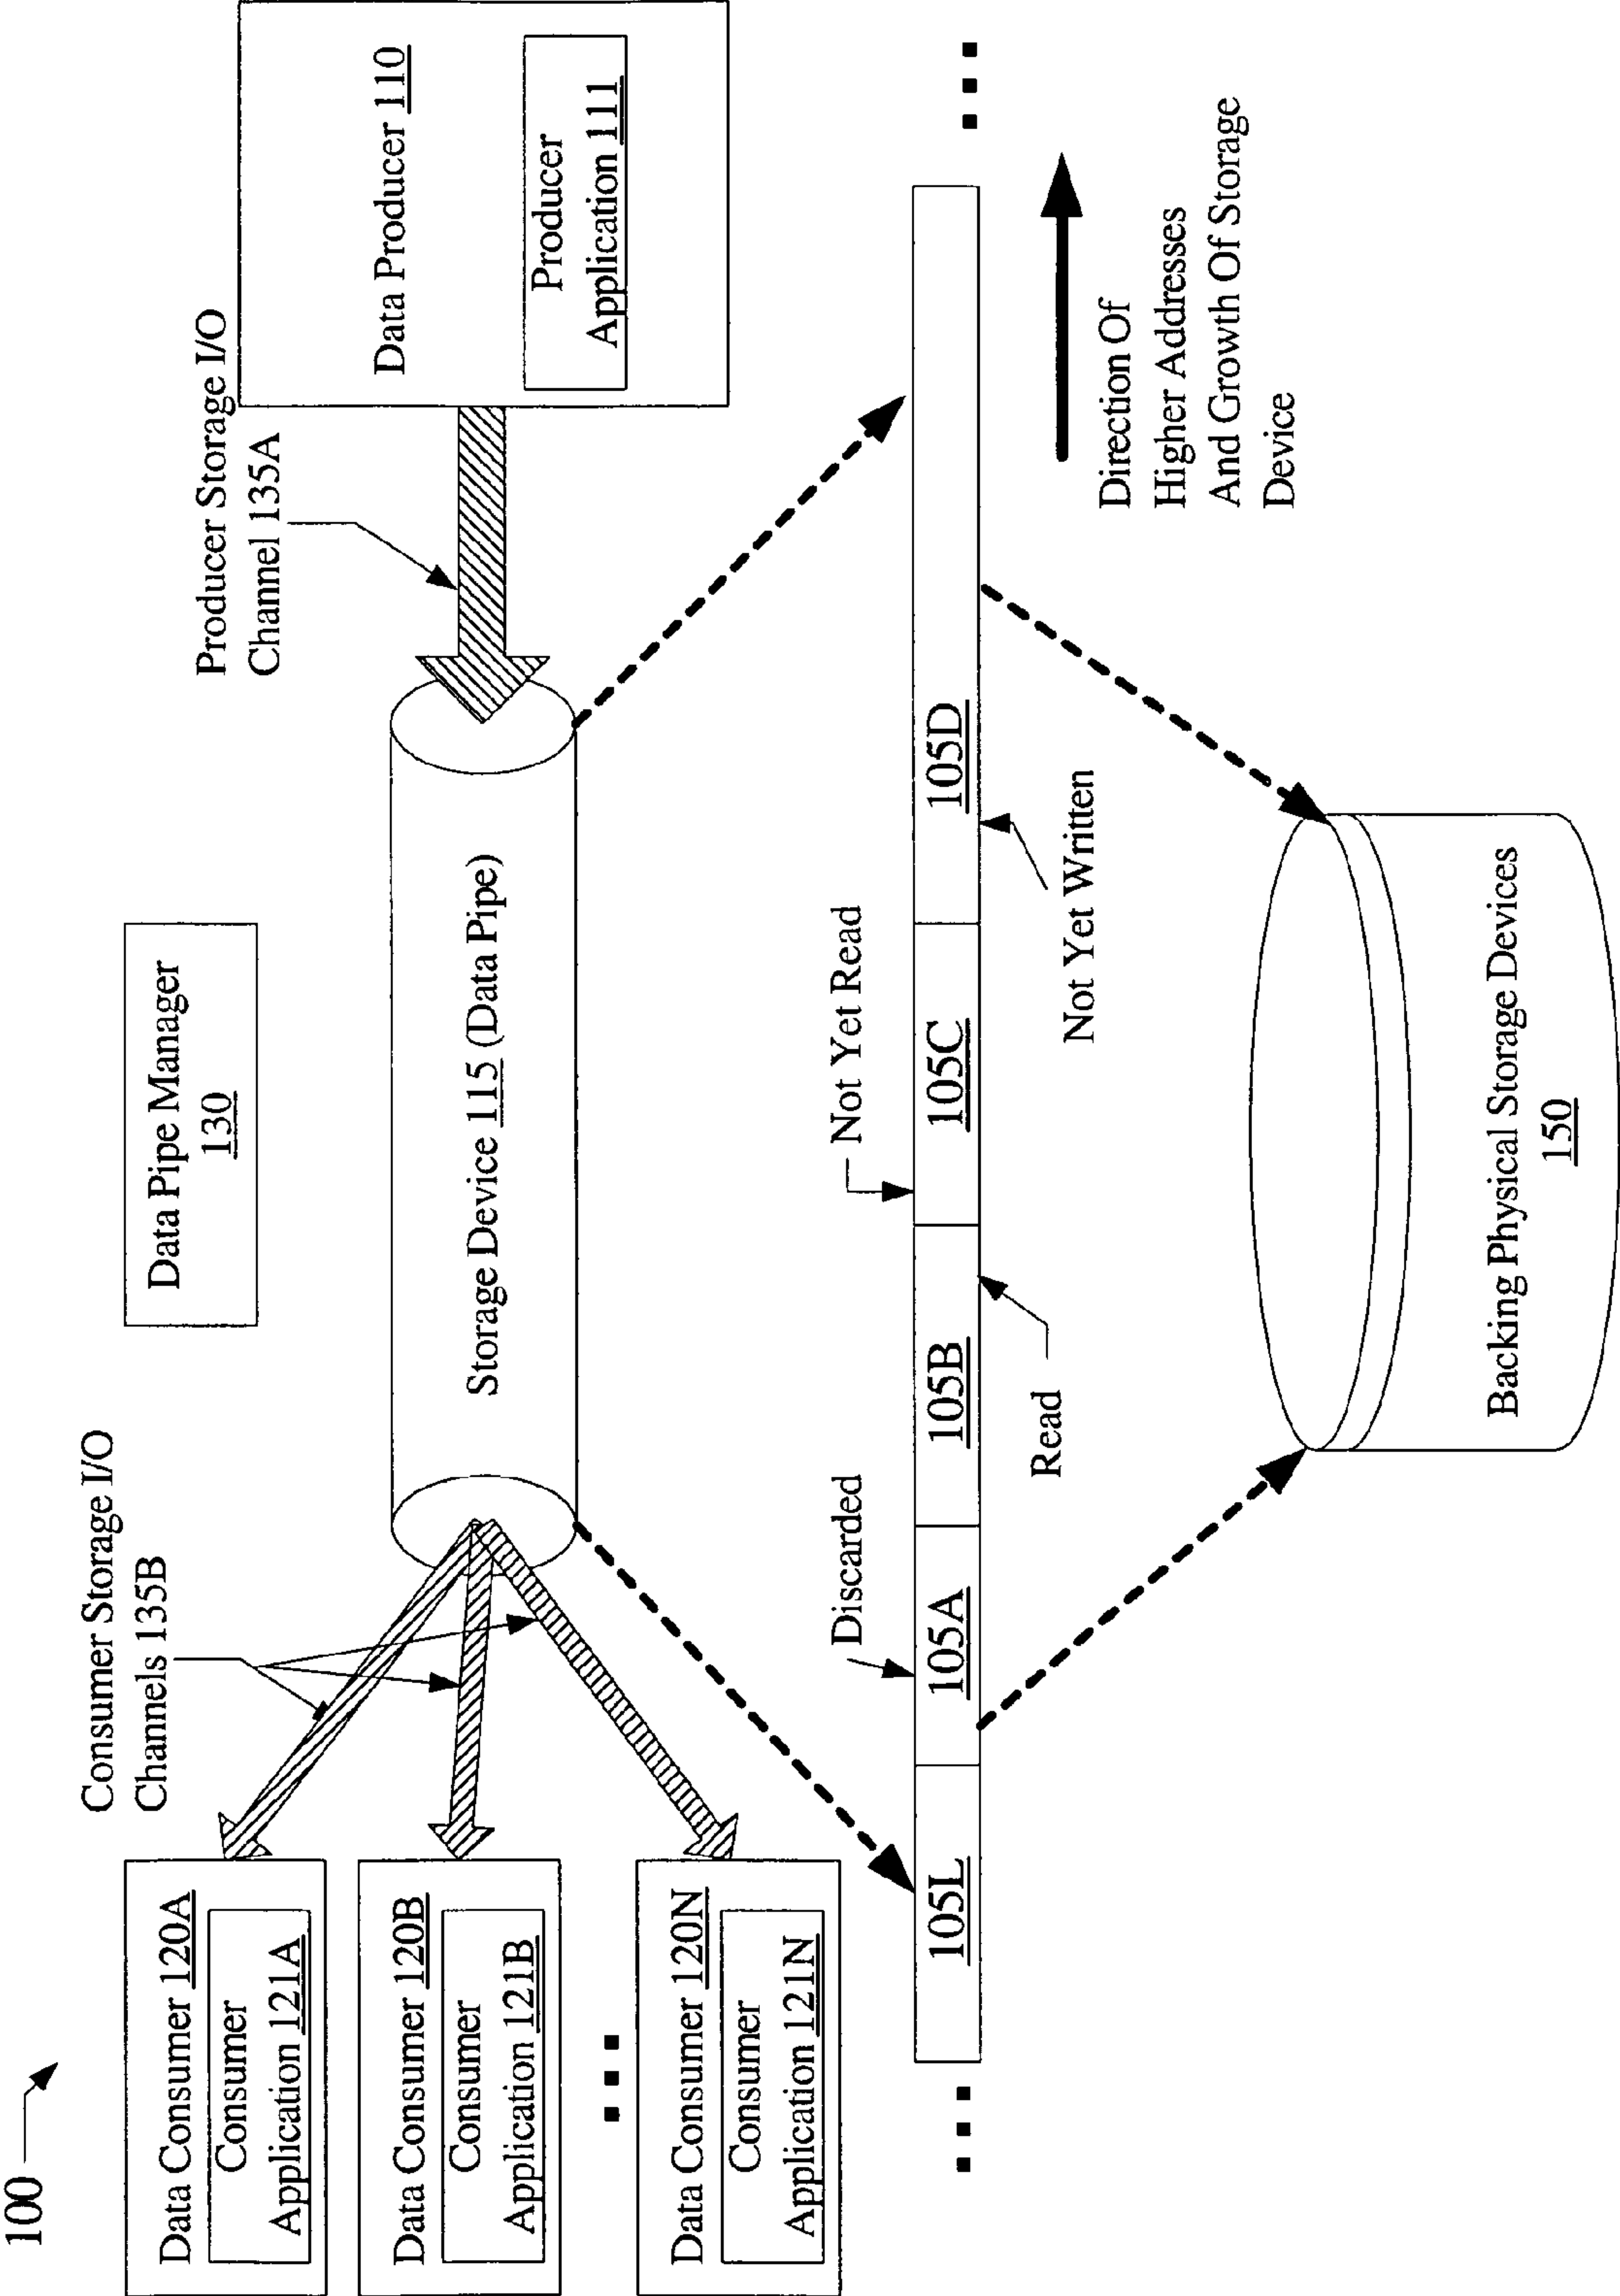 100
Data Consumer 120A
Consumer
Application 121A
Data Consumer 120B
Consumer
Application 121B
Data Consumer 120N
Consumer
Application 121N
Consumer Storage I/O
Channels 135B
Data Pipe Manager
130
Storage Device 115 (Data Pipe)
Producer Storage I/O
Channel 135A
Data Producer 110
Producer
Application 111
Discarded
Not Yet Read
105L
105A
105B
105C
105D
Read
Not Yet Written
Direction Of
Higher Addresses
And Growth Of Storage
Device
Backing Physical Storage Devices
150